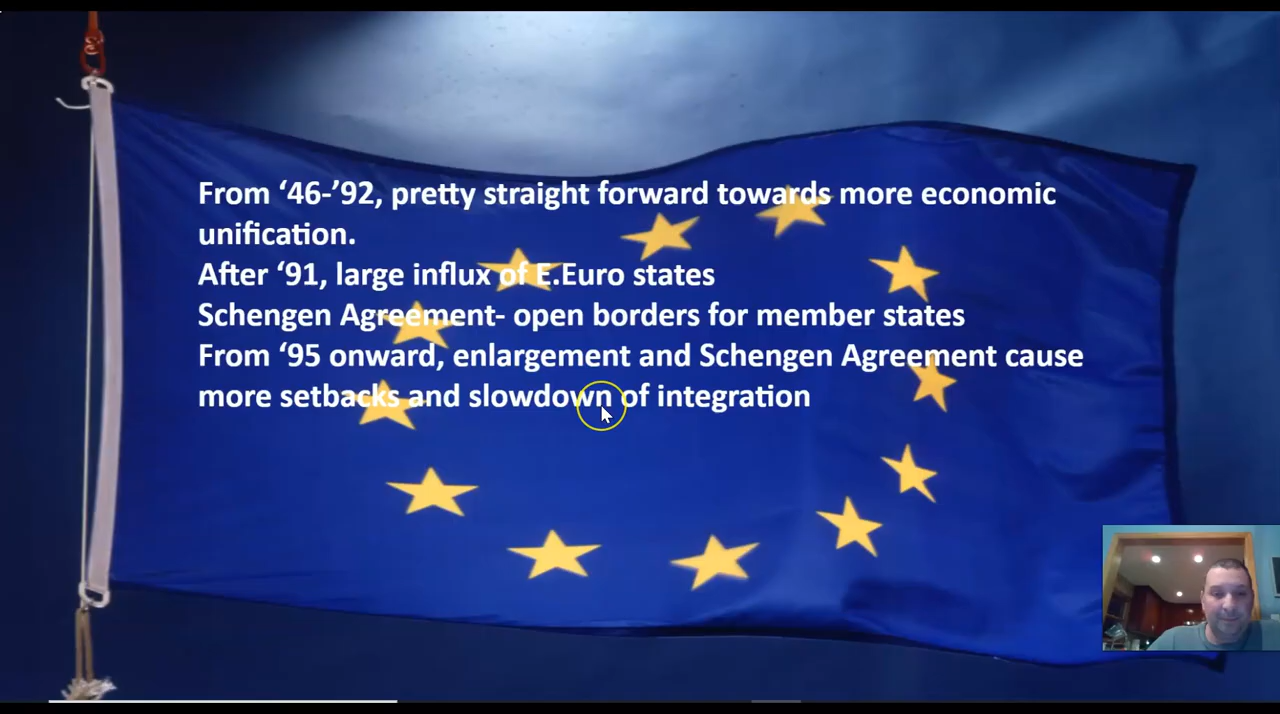 From ‘46-’92, pretty straight forward towards more economic
unification.
After ‘91, large influx of E.Euro states
Schengen Agreement- open borders for member states
From ‘95 onward, enlargement and Schengen Agreement cause
more setbacks and slowdown of integration